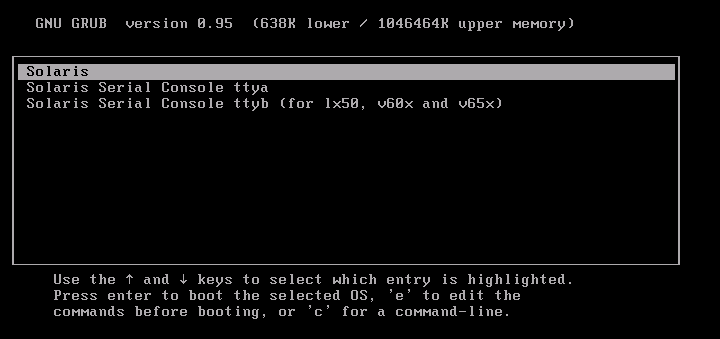 GNU GRUB  version 0.95  (638K lower / 1046464K upper memory)
Solaris
Solaris Serial Console ttya
Solaris Serial Console ttyb (for lx50, v60x and v65x)
Use the ↑ and ↓ keys to select which entry is highlighted.
Press enter to boot the selected OS, 'e' to edit the
commands before booting, or 'c' for a command-line.